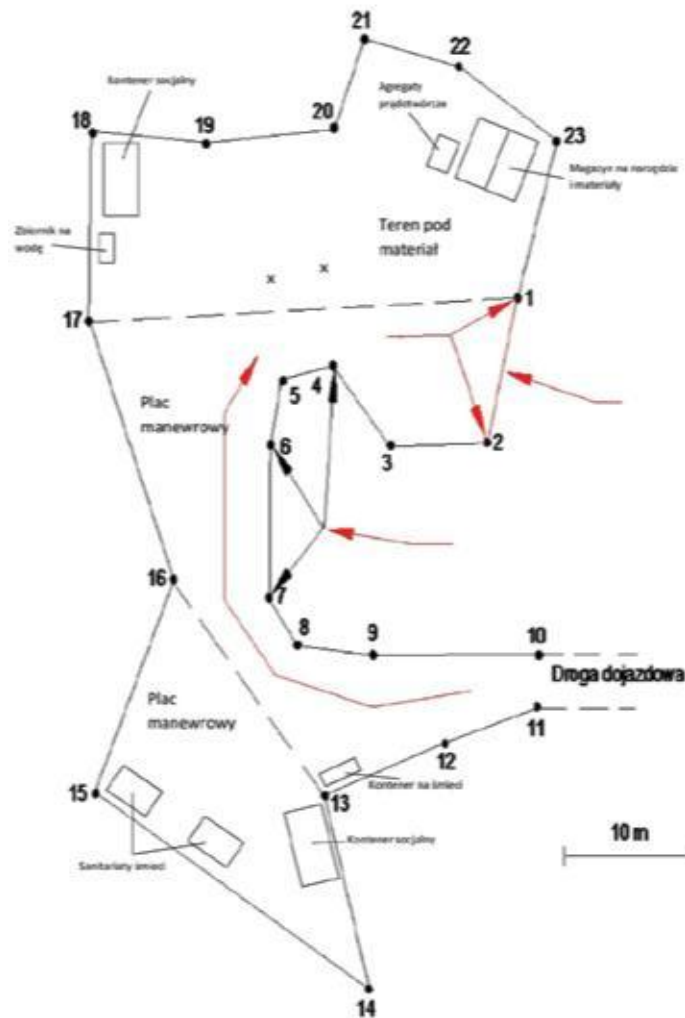 21
22
Kontener socjalny
Agregaty
prądotwórcze
18
20
19
23
Magazyn na narzędzia
i materiały
Zbiornik na
wodę
Teren pod
materiał
x
x
1
17
4
5
Plac
manewrowy
6
3
2
16
7
8
9
10
Droga dojazdowa
Plac
manewrowy
11
12
15
13
Kontener na śmieci
10 m
Kontener socjalny
Sanitariaty śmieci
14